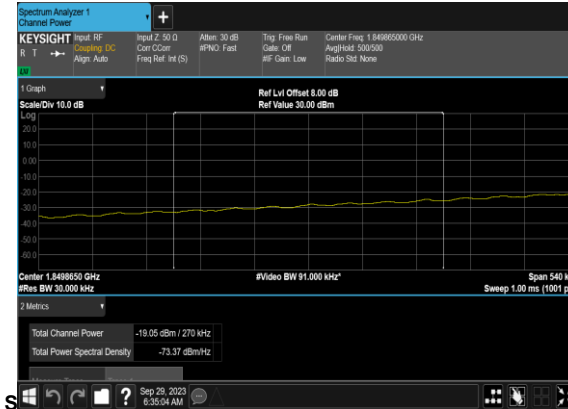 Spectrum Analyzer 1
Channel Power
KEYSIGHT
R T
LW
Input: RF
Coupling: DC
Align: Auto
Input Z: 50 Ω
Corr CCorr
Freq Ref: Int (S)
Atten: 30 dB
#PNO: Fast
Trig: Free Run
Gate: Off
#IF Gain: Low
Center Freq: 1.849865000 GHz
Avg|Hold: 500/500
Radio Std: None
1 Graph
Scale/Div 10.0 dB
Ref Lvl Offset 8.00 dB
Ref Value 30.00 dBm
Log
20.0
10.0
0.00
-10.0
-20.0
-30.0
-40.0
-50.0
-60.0
Center 1.8498650 GHz
#Res BW 30.000 kHz
#Video BW 91.000 kHz*
Span 540 k
Sweep 1.00 ms (1001 p
2 Metrics
Total Channel Power -19.05 dBm / 270 kHz
Total Power Spectral Density -73.37 dBm/Hz
S
?
Sep 29, 2023
6:35:04 AM